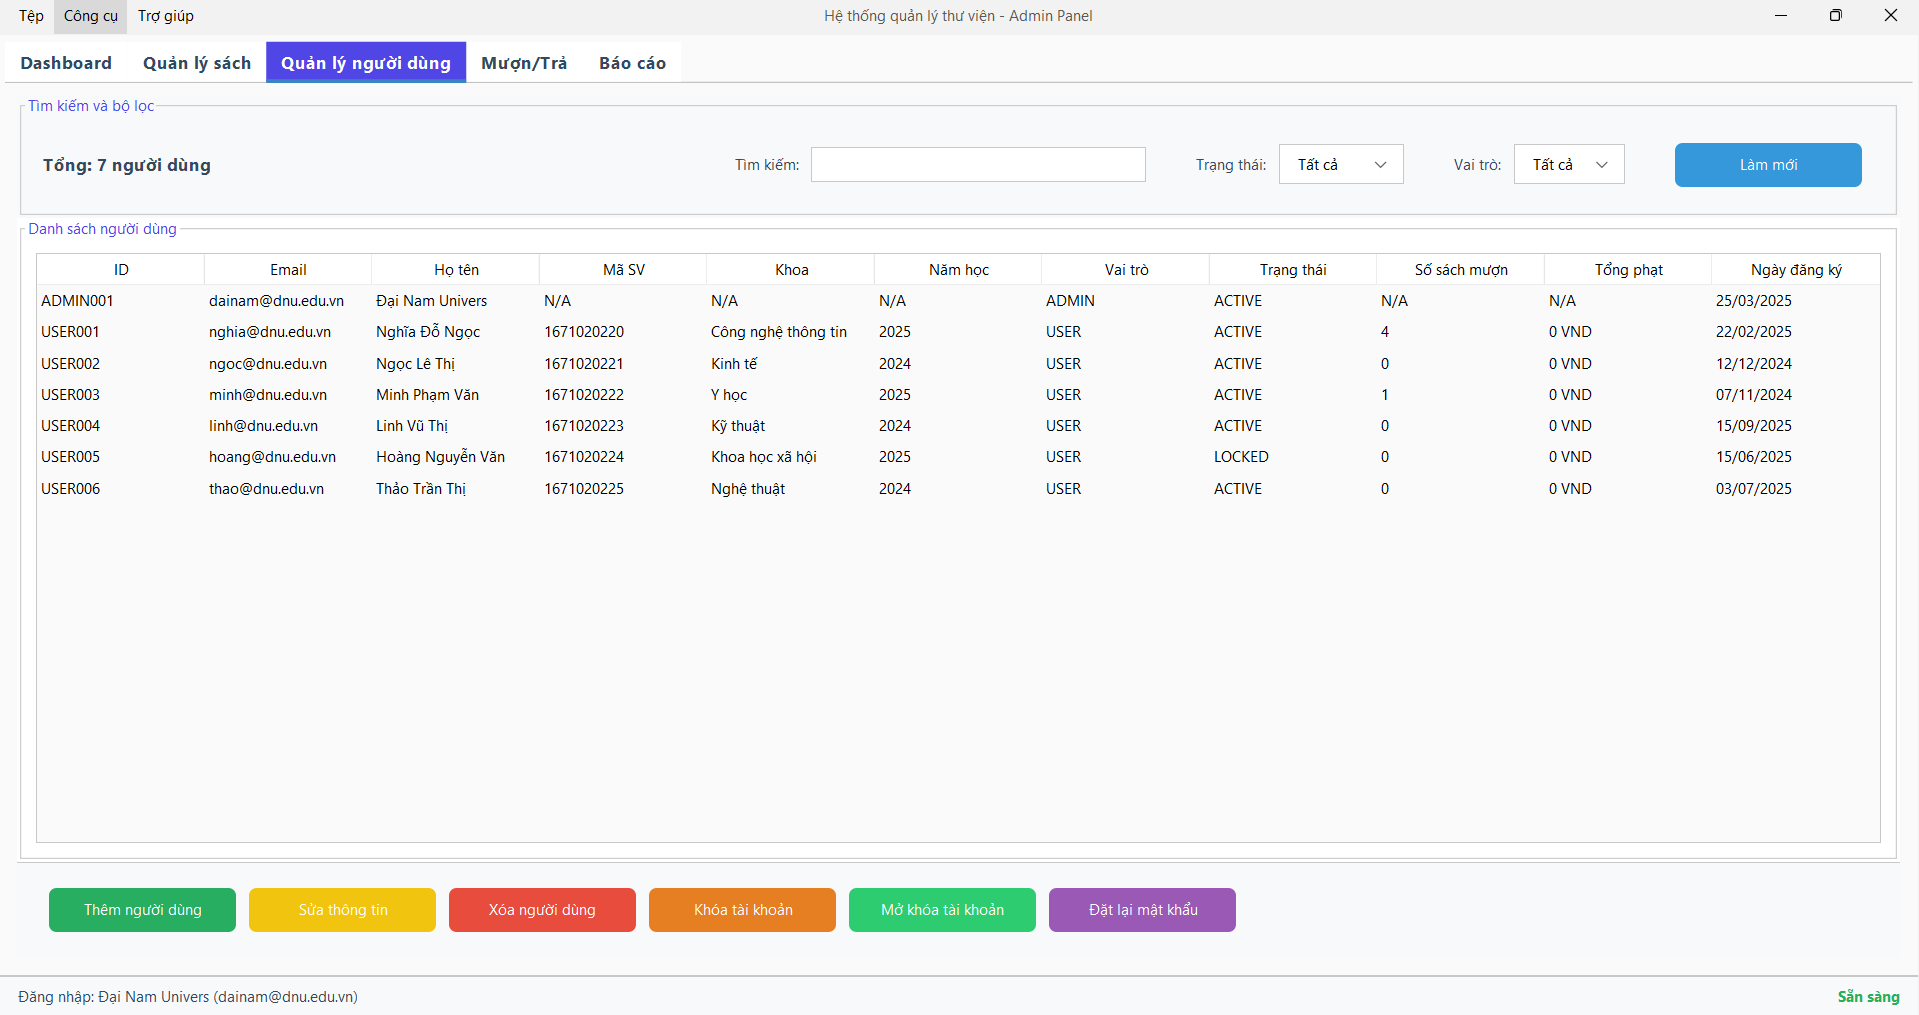 Tệp Công cụ Trợ giúp Hệ thống quản lý thư viện - Admin Panel
Dashboard Quản lý sách Quản lý người dùng Mượn/Trả Báo cáo
Tìm kiếm và bộ lọc
Tổng: 7 người dùng Tìm kiếm: Trạng thái: Tất cả Vai trò: Tất cả Làm mới
Danh sách người dùng
ID Email Họ tên Mã SV Khoa Năm học Vai trò Trạng thái Số sách mượn Tổng phạt Ngày đăng ký
ADMIN001 dainam@dnu.edu.vn Đại Nam Univers N/A N/A N/A ADMIN ACTIVE N/A N/A 25/03/2025
USER001 nghia@dnu.edu.vn Nghĩa Đỗ Ngọc 1671020220 Công nghệ thông tin 2025 USER ACTIVE 4 0 VND 22/02/2025
USER002 ngoc@dnu.edu.vn Ngọc Lê Thị 1671020221 Kinh tế 2024 USER ACTIVE 0 0 VND 12/12/2024
USER003 minh@dnu.edu.vn Minh Phạm Văn 1671020222 Y học 2025 USER ACTIVE 1 0 VND 07/11/2024
USER004 linh@dnu.edu.vn Linh Vũ Thị 1671020223 Kỹ thuật 2024 USER ACTIVE 0 0 VND 15/09/2025
USER005 hoang@dnu.edu.vn Hoàng Nguyễn Văn 1671020224 Khoa học xã hội 2025 USER LOCKED 0 0 VND 15/06/2025
USER006 thao@dnu.edu.vn Thảo Trần Thị 1671020225 Nghệ thuật 2024 USER ACTIVE 0 0 VND 03/07/2025
Thêm người dùng Sửa thông tin Xóa người dùng Khóa tài khoản Mở khóa tài khoản Đặt lại mật khẩu
Đăng nhập: Đại Nam Univers (dainam@dnu.edu.vn) Sẵn sàng